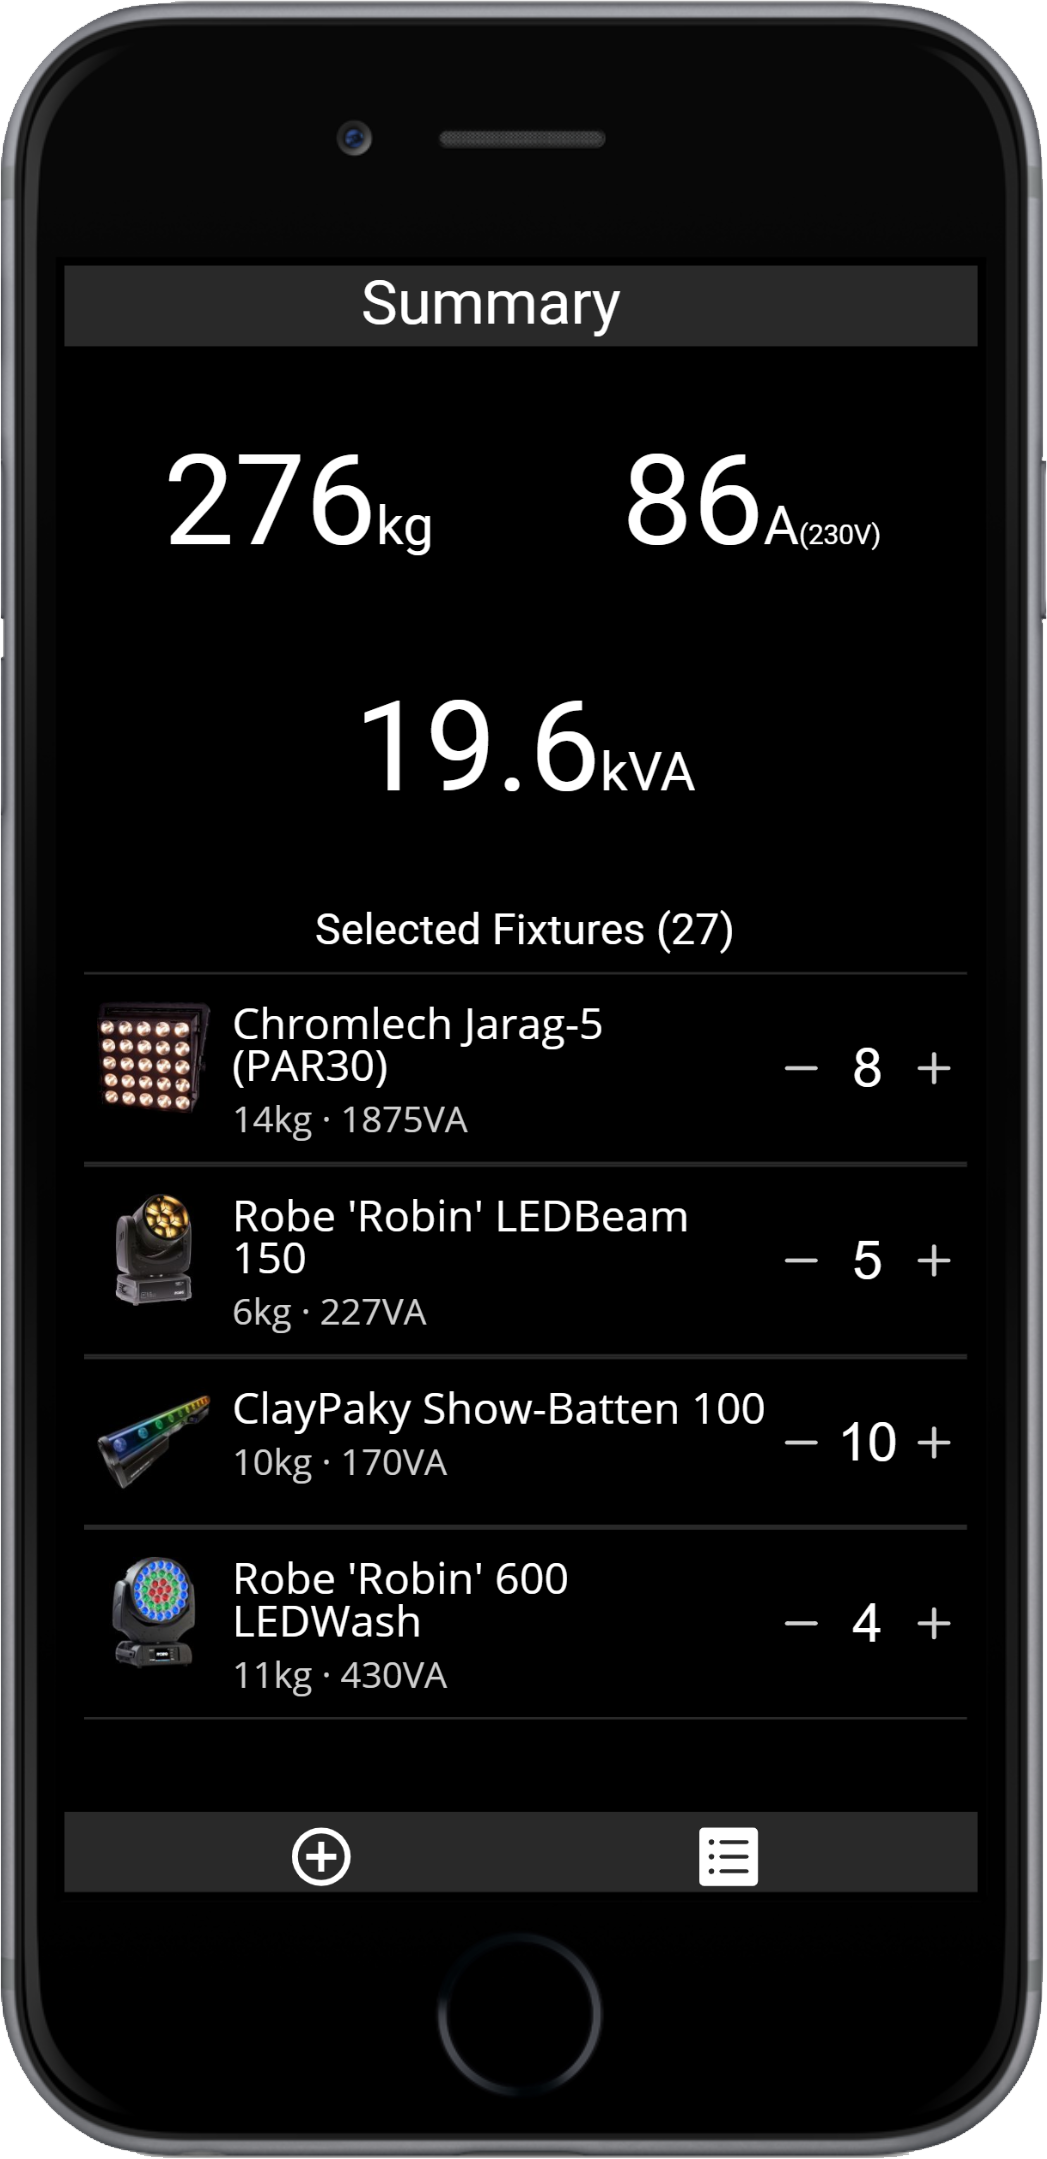 Summary
276kg 86A(230V)
19.6kVA
Selected Fixtures (27)
Chromlech Jarag-5
(PAR30)
14kg · 1875VA
− 8 +
Robe 'Robin' LEDBeam
150
6kg · 227VA
− 5 +
ClayPaky Show-Batten 100
10kg · 170VA
− 10 +
Robe 'Robin' 600
LEDWash
11kg · 430VA
− 4 +